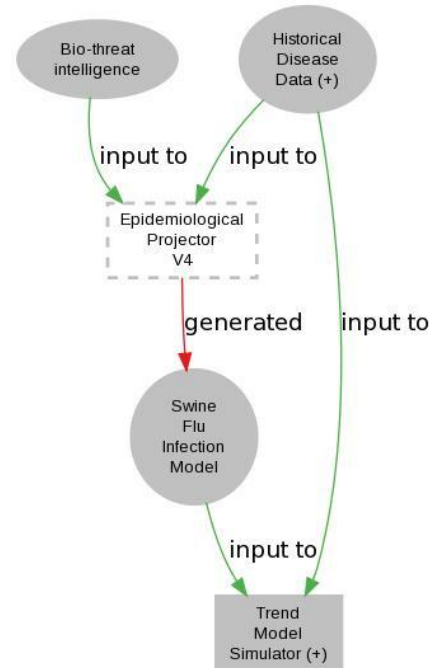 Bio-threat
intelligence
Historical
Disease
Data (+)
input to
input to
Epidemiological
Projector
V4
generated
input to
Swine
Flu
Infection
Model
input to
Trend
Model
Simulator (+)